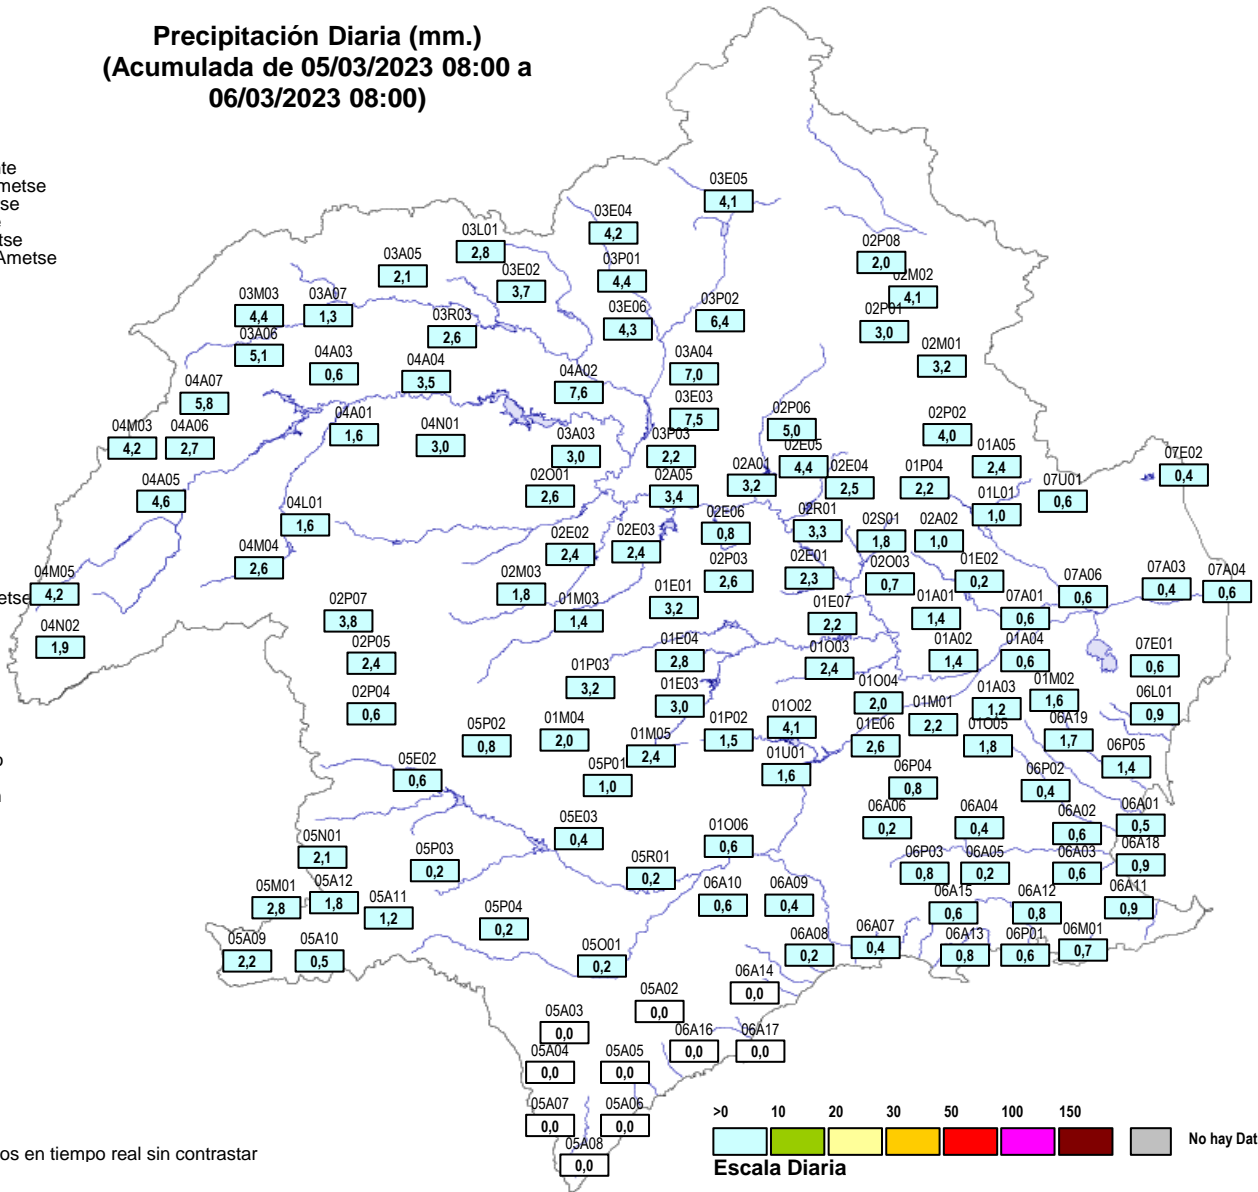 Precipitación Diaria (mm.)
(Acumulada de 05/03/2023 08:00 a
06/03/2023 08:00)
nte
metse
tse
e
tse
Ametse
03E05
4,1
03E04
4,2
03L01
2,8
03A05
2,1
03E02
3,7
03P01
4,4
02P08
2,0
02M02
4,1
03M03
4,4
03A07
1,3
03R03
2,6
03E06
4,3
03P02
6,4
02P01
3,0
03A06
5,1
04A03
0,6
04A04
3,5
04A02
7,6
03A04
7,0
02M01
3,2
04A07
5,8
03E03
7,5
04M03
4,2
04A06
2,7
04A01
1,6
04N01
3,0
03A03
3,0
03P03
2,2
02P06
5,0
02P02
4,0
02E05
4,4
01A05
2,4
07E02
0,4
04A05
4,6
02O01
2,6
02A05
3,4
02A01
3,2
02E04
2,5
01P04
2,2
07U01
0,6
04L01
1,6
01L01
1,0
02E06
0,8
02R01
3,3
02S01
1,8
02A02
1,0
02E02
2,4
02E03
2,4
04M04
2,6
04M05
4,2
etse
02M03
1,8
02P03
2,6
02E01
2,3
02O03
0,7
01E02
0,2
07A06
0,6
07A03
0,4
07A04
0,6
02P07
3,8
01M03
1,4
01E01
3,2
01E07
2,2
01A01
1,4
07A01
0,6
04N02
1,9
02P05
2,4
01E04
2,8
01O03
2,4
01A02
1,4
01A04
0,6
07E01
0,6
01P03
3,2
02P04
0,6
01E03
3,0
01O04
2,0
01A03
1,2
01M02
1,6
06L01
0,9
05P02
0,8
01M04
2,0
01M05
2,4
01P02
1,5
01O02
4,1
01E06
2,6
01M01
2,2
01O05
1,8
06A19
1,7
06P05
1,4
05E02
0,6
05P01
1,0
01U01
1,6
06P04
0,8
06P02
0,4
o
05E03
0,4
01O06
0,6
06A06
0,2
06A04
0,4
06A02
0,6
06A01
0,5
05N01
2,1
05P03
0,2
05R01
0,2
06P03
0,8
06A05
0,2
06A03
0,6
06A18
0,9
05M01
2,8
05A12
1,8
05A11
1,2
06A10
0,6
06A09
0,4
06A15
0,6
06A12
0,8
06A11
0,9
05P04
0,2
05A09
2,2
05A10
0,5
05O01
0,2
06A08
0,2
06A07
0,4
06A13
0,8
06P01
0,6
06M01
0,7
06A14
0,0
05A02
0,0
05A03
0,0
06A16
0,0
06A17
0,0
05A04
0,0
05A05
0,0
05A07
0,0
05A06
0,0
05A08
0,0
>0 10 20 30 50 100 150
No hay Dat
Escala Diaria
os en tiempo real sin contrastar